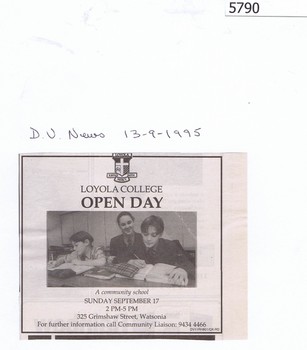 5790
D.V. News 13-9-1995
LOYOLA COLLEGE
OPEN DAY
A community school
SUNDAY SEPTEMBER 17
2 PM-5 PM
325 Grimshaw Street, Watsonia
For further information call Community Liaison: 9434 4466